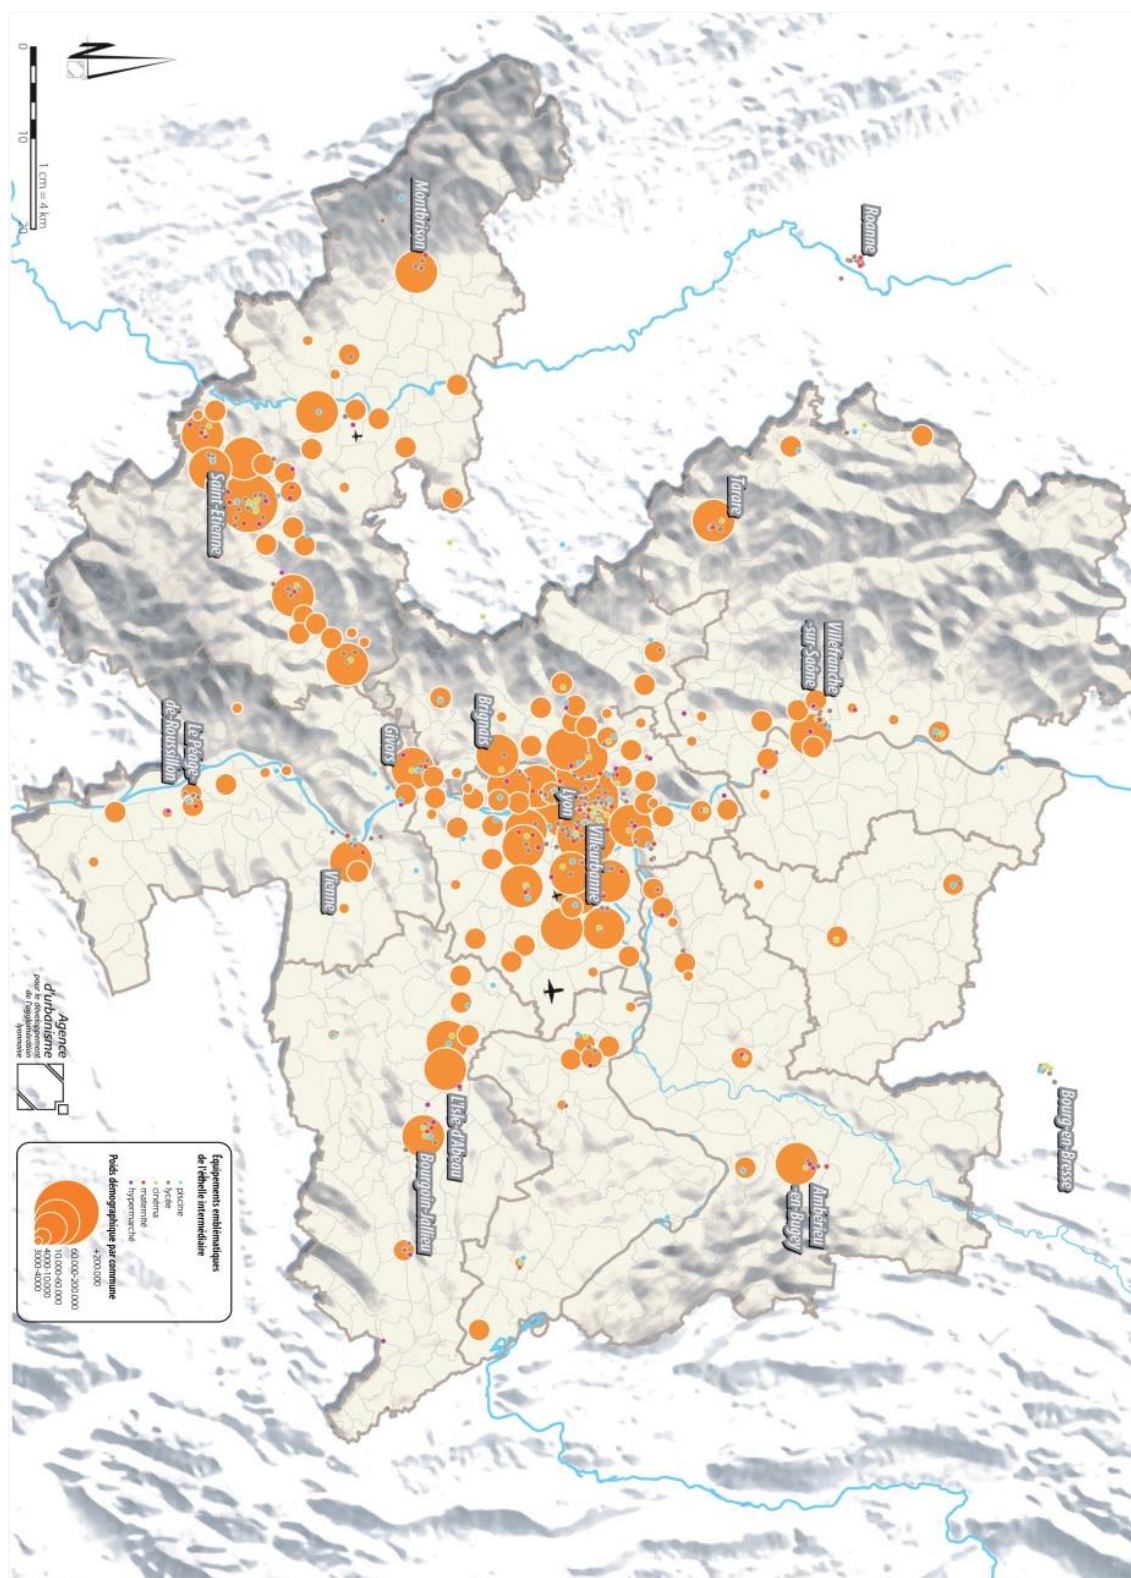 N
0
10
20
1 cm = 4 km
Roanne
Montbrison
Bourg-en-Bresse
Tarare
Villefranche
-sur-Saône
Ambérieu
-en-Bugey
Saint-Etienne
Brignais
Lyon
Villeurbanne
Givors
L'Isle-d'Abeau
Bourgoin-Jallieu
Le Péage-
de-Roussillon
Vienne
Agence
d'urbanisme
pour le développement
de l'agglomération
lyonnaise
Équipements emblématiques
de l'échelle intermédiaire
piscine
lycée
cinéma
maternité
hypermarché
Poids démographique par commune
+200.000
60.000-200.000
10.000-60.000
4000-10.000
3000-4000